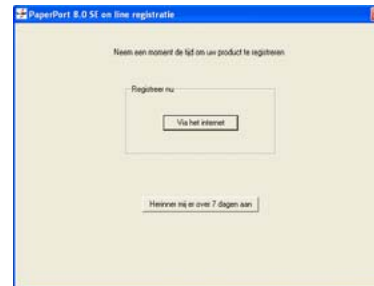 PaperPort 8.0 SE on line registratie
Neem een moment de tijd om uw product te registreren
Registreer nu
Via het internet
Herinner mij er over 7 dagen aan